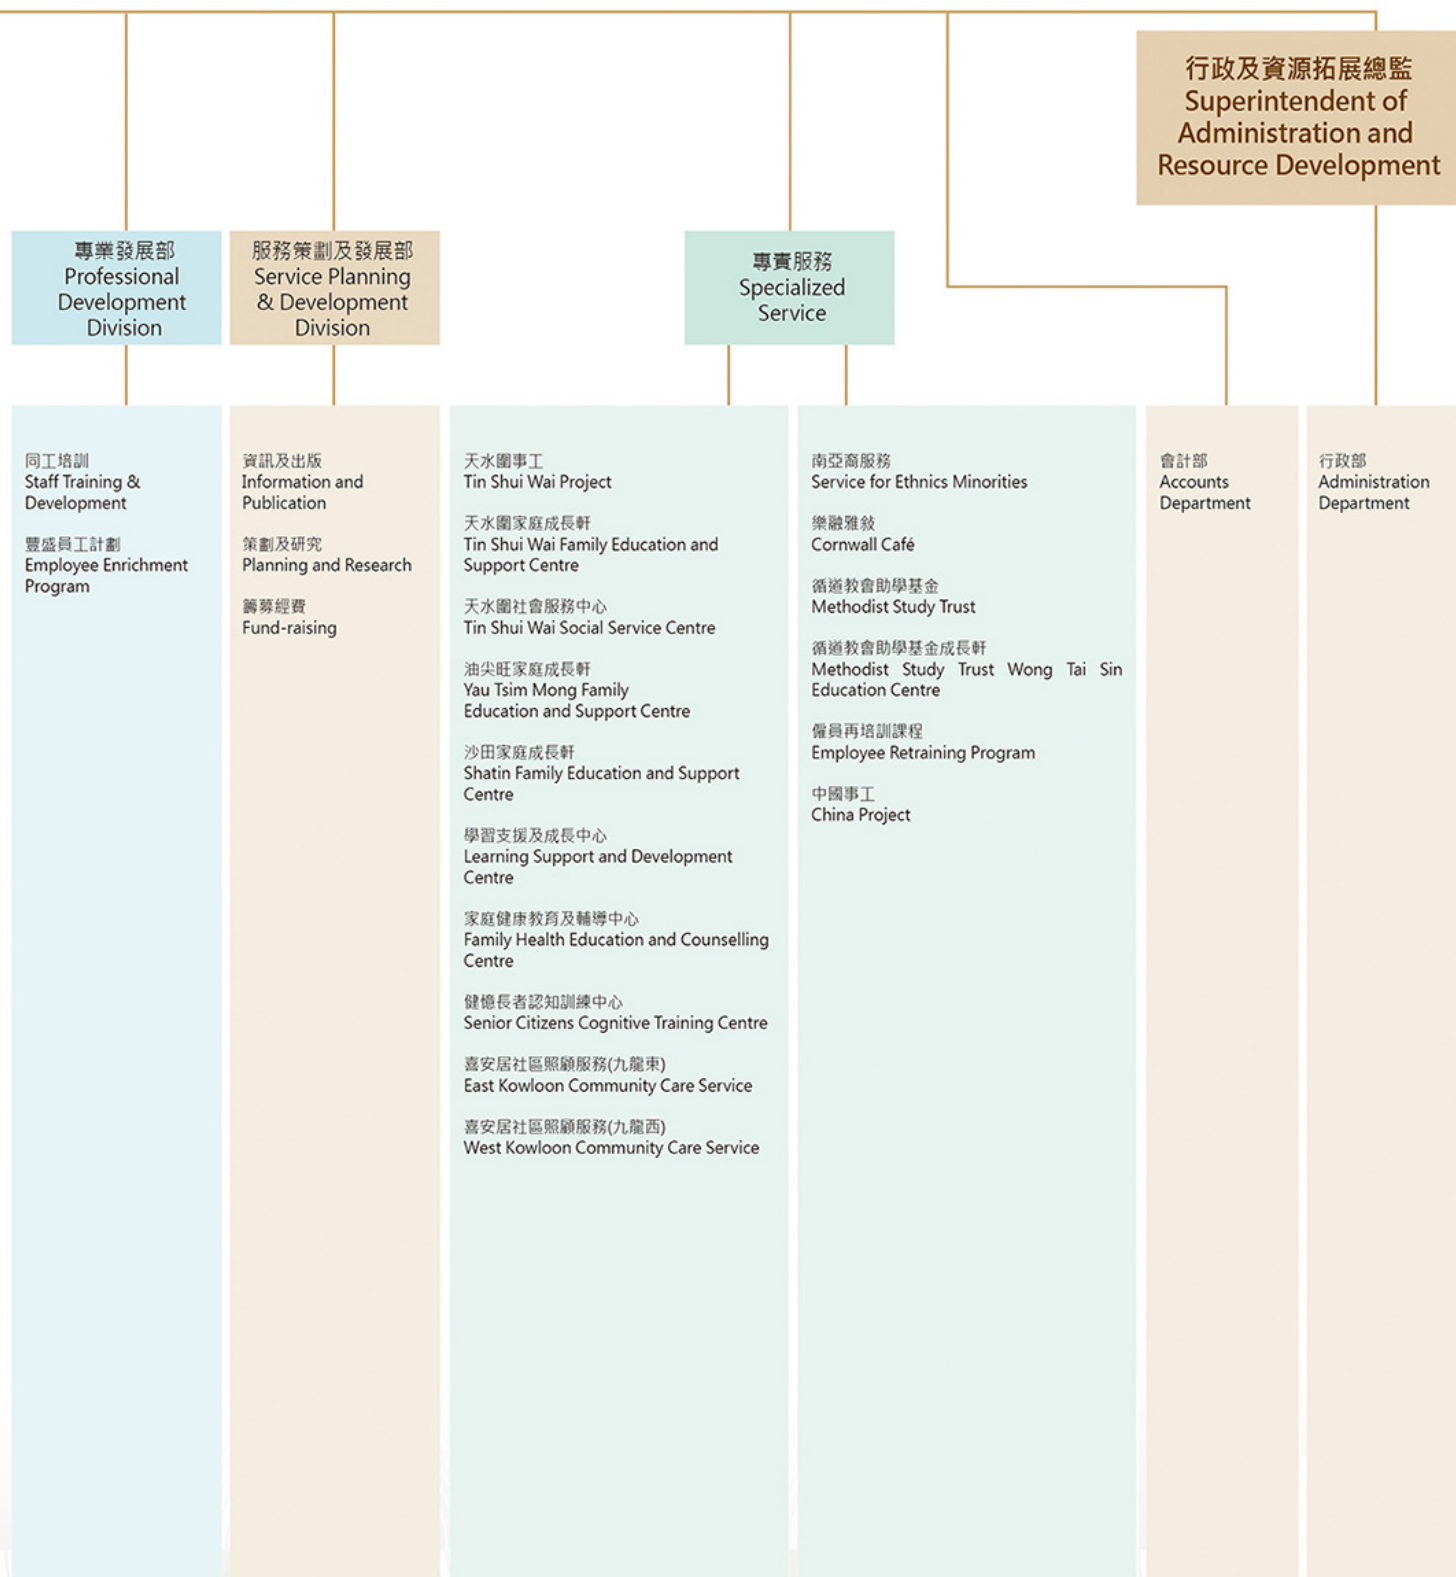 行政及資源拓展總監
Superintendent of
Administration and
Resource Development
專業發展部
Professional
Development
Division
服務策劃及發展部
Service Planning
& Development
Division
專責服務
Specialized
Service
同工培訓
Staff Training &
Development
豐盛員工計劃
Employee Enrichment
Program
資訊及出版
Information and
Publication
策劃及研究
Planning and Research
籌募經費
Fund-raising
天水圍事工
Tin Shui Wai Project
天水圍家庭成長軒
Tin Shui Wai Family Education and
Support Centre
天水圍社會服務中心
Tin Shui Wai Social Service Centre
油尖旺家庭成長軒
Yau Tsim Mong Family
Education and Support Centre
沙田家庭成長軒
Shatin Family Education and Support
Centre
學習支援及成長中心
Learning Support and Development
Centre
家庭健康教育及輔導中心
Family Health Education and Counselling
Centre
健憶長者認知訓練中心
Senior Citizens Cognitive Training Centre
喜安居社區照顧服務(九龍東)
East Kowloon Community Care Service
喜安居社區照顧服務(九龍西)
West Kowloon Community Care Service
南亞裔服務
Service for Ethnics Minorities
樂融雅敍
Cornwall Café
循道教會助學基金
Methodist Study Trust
循道教會助學基金成長軒
Methodist Study Trust Wong Tai Sin
Education Centre
僱員再培訓課程
Employee Retraining Program
中國事工
China Project
會計部
Accounts
Department
行政部
Administration
Department